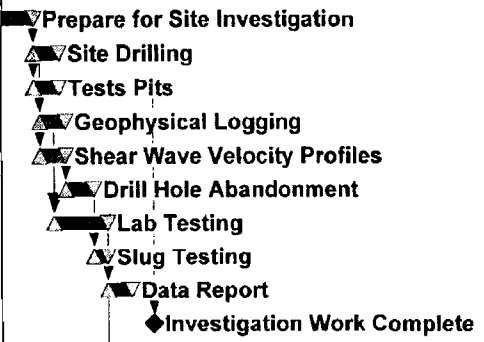 Prepare for Site Investigation
Site Drilling
Tests Pits
Geophysical Logging
Shear Wave Velocity Profiles
Drill Hole Abandonment
Lab Testing
Slug Testing
Data Report
Investigation Work Complete